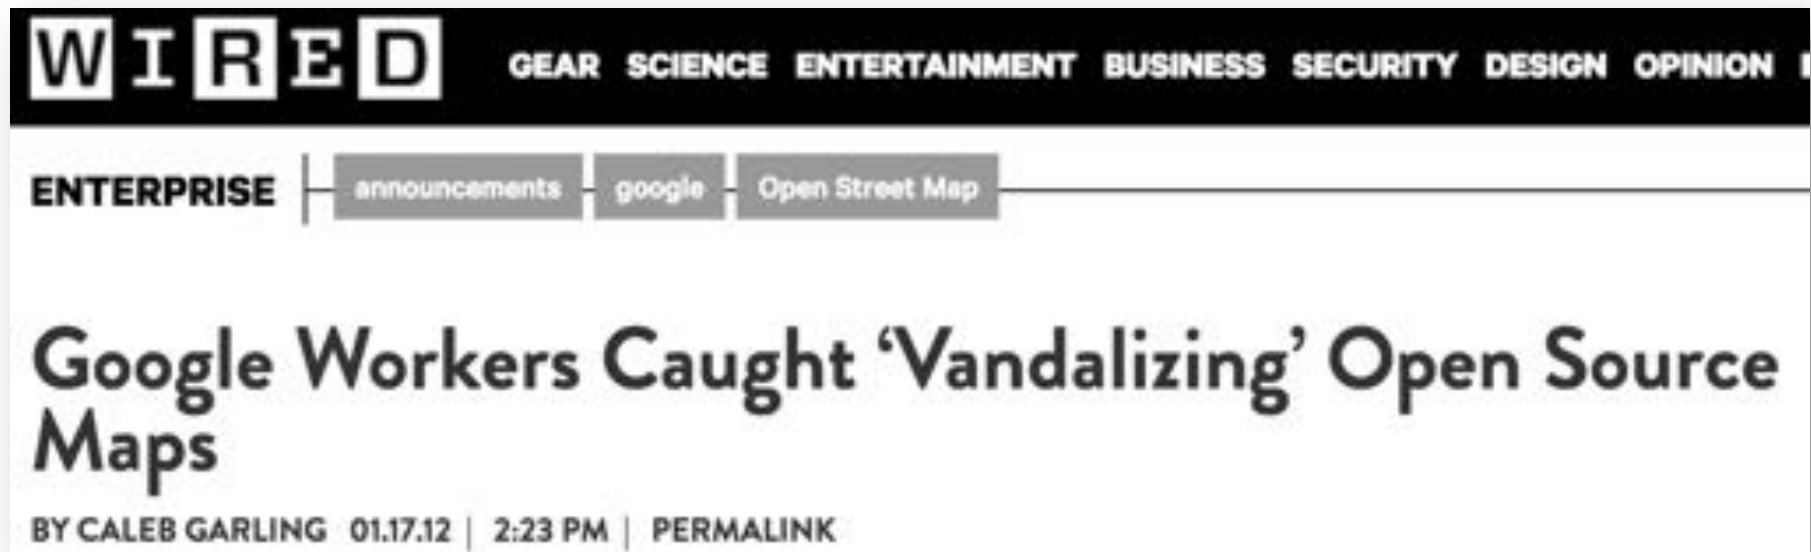 WIRED GEAR SCIENCE ENTERTAINMENT BUSINESS SECURITY DESIGN OPINION
ENTERPRISE announcements google Open Street Map
Google Workers Caught ‘Vandalizing’ Open Source
Maps
BY CALEB GARLING 01.17.12 | 2:23 PM | PERMALINK